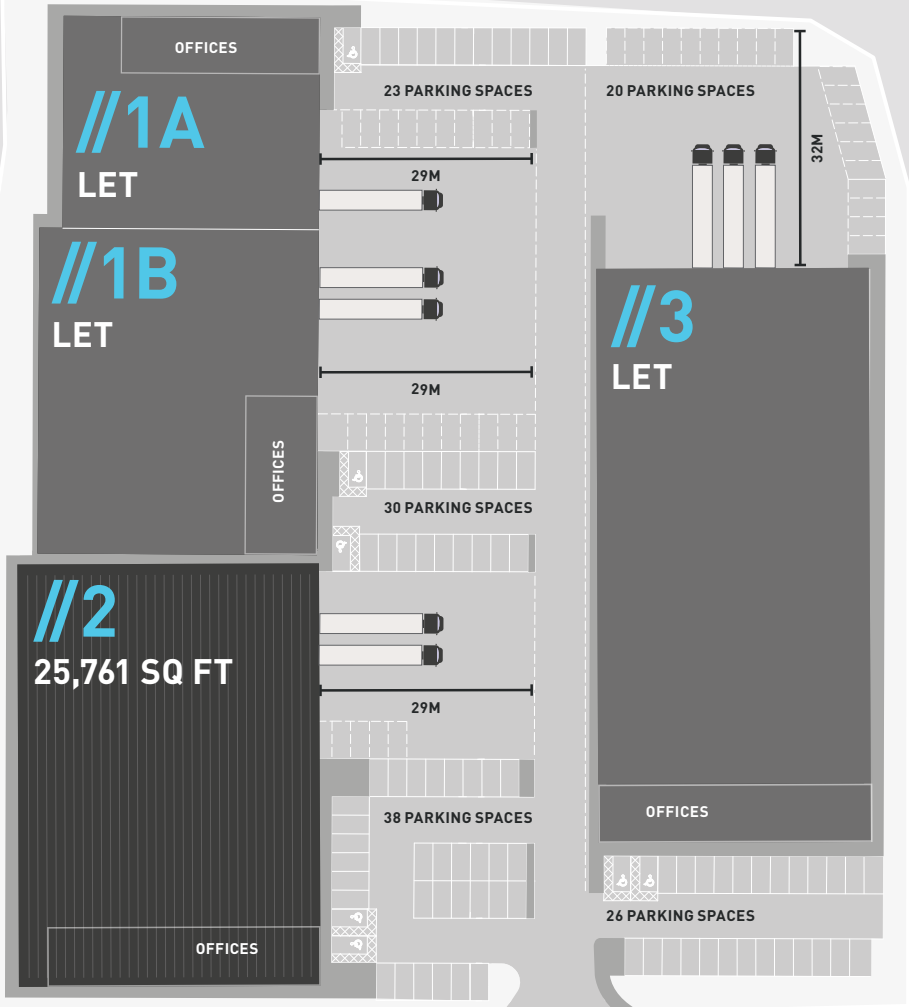 OFFICES
//1A
LET
23 PARKING SPACES
20 PARKING SPACES
32M
29M
//1B
LET
//3
LET
29M
OFFICES
30 PARKING SPACES
//2
25,761 SQ FT
29M
OFFICES
38 PARKING SPACES
26 PARKING SPACES
OFFICES